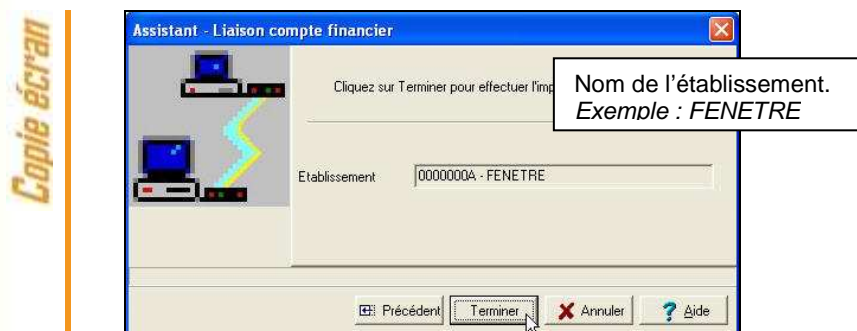 Copie écran
Assistant - Liaison compte financier
Cliquez sur Terminer pour effectuer l'imp
Nom de l'établissement.
Exemple : FENETRE
Etablissement
0000000A - FENETRE
Précédent
Terminer
Annuler
? Aide